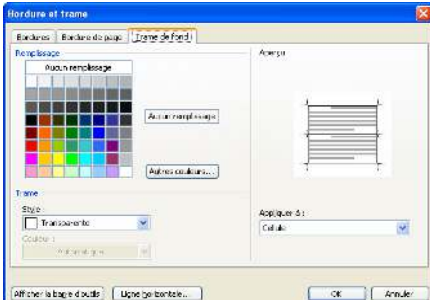 Bordure et trame
Bordures Bordure de page Trame de fond
Remplissage Aperçu
Aucun remplissage
Aucun remplissage
Autres couleurs...
Trame
Style :
Transparente
Couleur :
Automatique
Appliquer à :
Cellule
Afficher la barre d'outils Ligne horizontale... OK Annuler